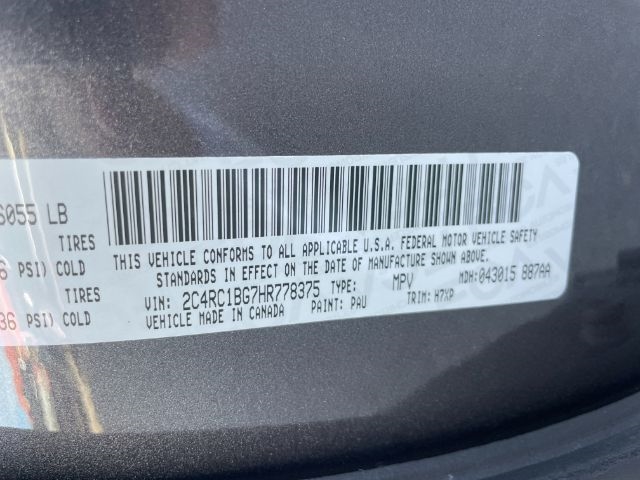 6055 LB
TIRES
PSI) COLD
TIRES
36 PSI) COLD
THIS VEHICLE CONFORMS TO ALL APPLICABLE U.S.A. FEDERAL MOTOR VEHICLE SAFETY
STANDARDS IN EFFECT ON THE DATE OF MANUFACTURE SHOWN ABOVE.
VIN: 2C4RC1BG7HR778375 TYPE: MPV MDH: 043015 887AA
VEHICLE MADE IN CANADA PAINT: PAU TRIM: H7XP